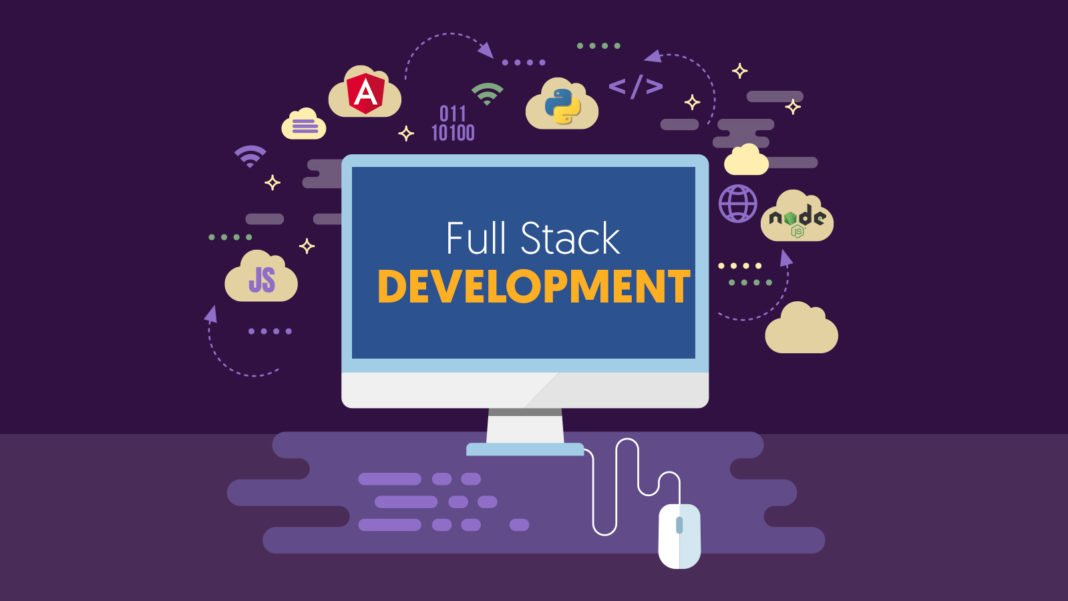 A
011
10100
</>
node
JS
JS
Full Stack
DEVELOPMENT